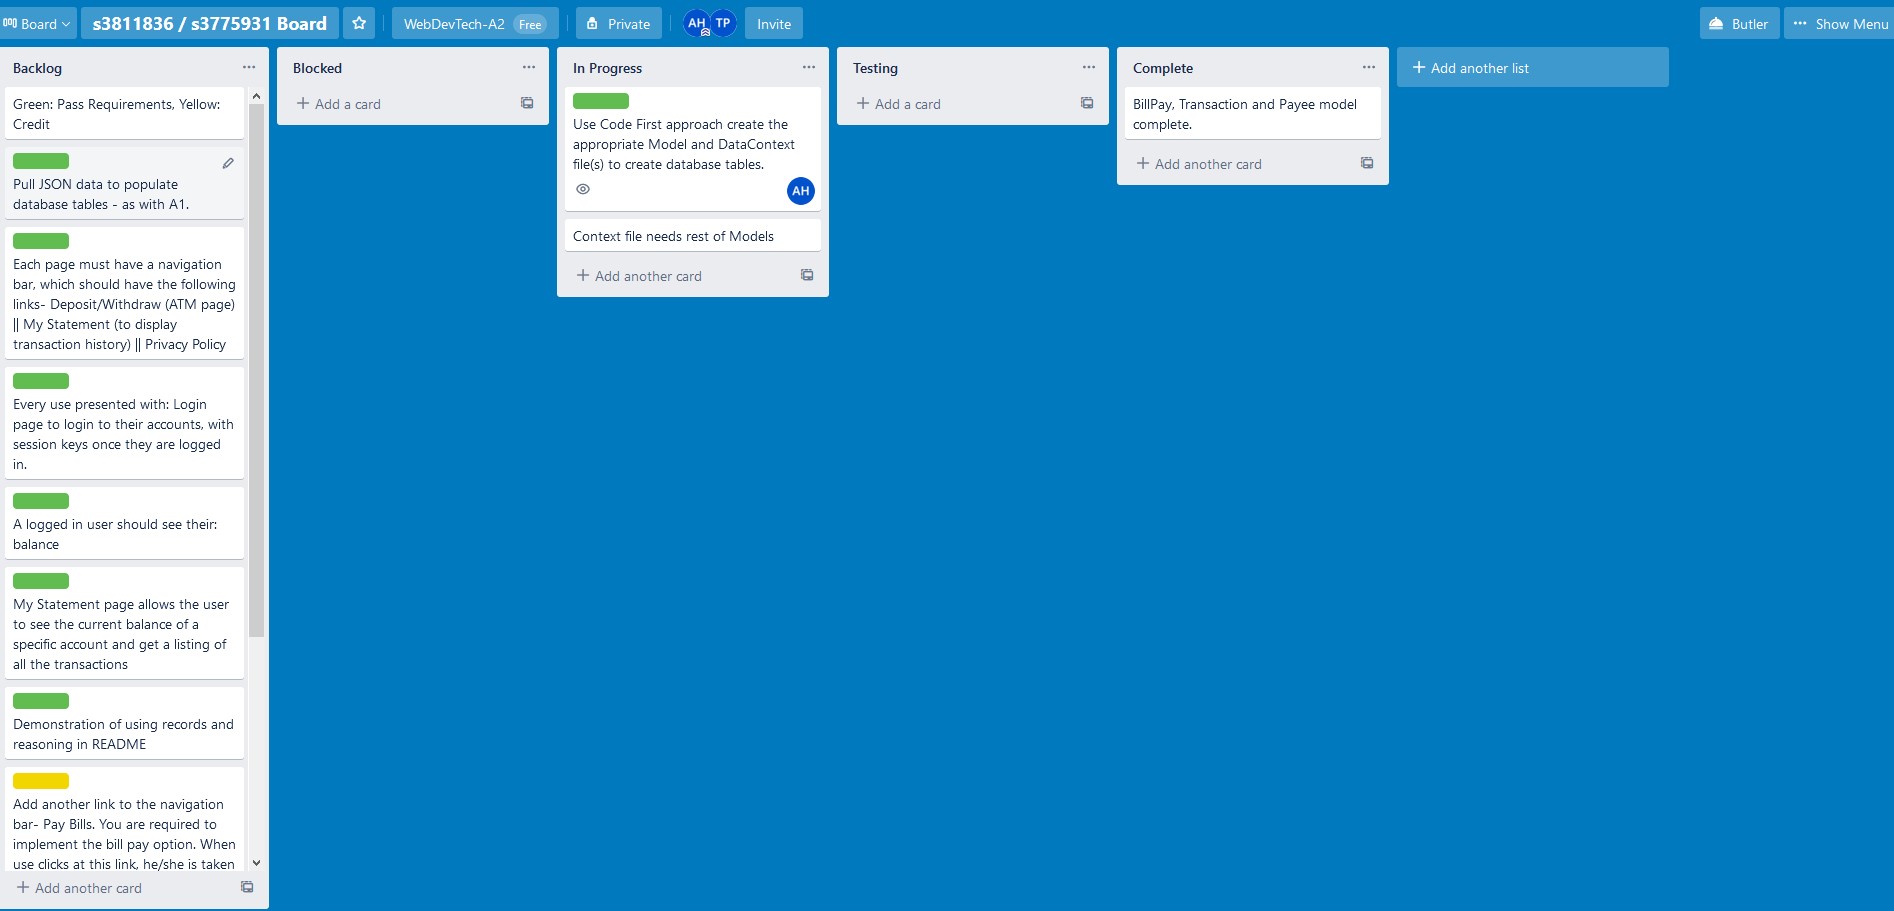 Board
s3811836 / s3775931 Board
WebDevTech-A2 Free
Private
AH TP
Invite
Butler
Show Menu
Backlog
Green: Pass Requirements, Yellow:
Credit
Pull JSON data to populate
database tables - as with A1.
Each page must have a navigation
bar, which should have the following
links- Deposit/Withdraw (ATM page)
|| My Statement (to display
transaction history) || Privacy Policy
Every use presented with: Login
page to login to their accounts, with
session keys once they are logged
in.
A logged in user should see their:
balance
My Statement page allows the user
to see the current balance of a
specific account and get a listing of
all the transactions
Demonstration of using records and
reasoning in README
Add another link to the navigation
bar- Pay Bills. You are required to
implement the bill pay option. When
use clicks at this link, he/she is taken
Add another card
Blocked
Add a card
In Progress
Use Code First approach create the
appropriate Model and DataContext
file(s) to create database tables.
AH
Context file needs rest of Models
Add another card
Testing
Add a card
Complete
BillPay, Transaction and Payee model
complete.
Add another card
Add another list